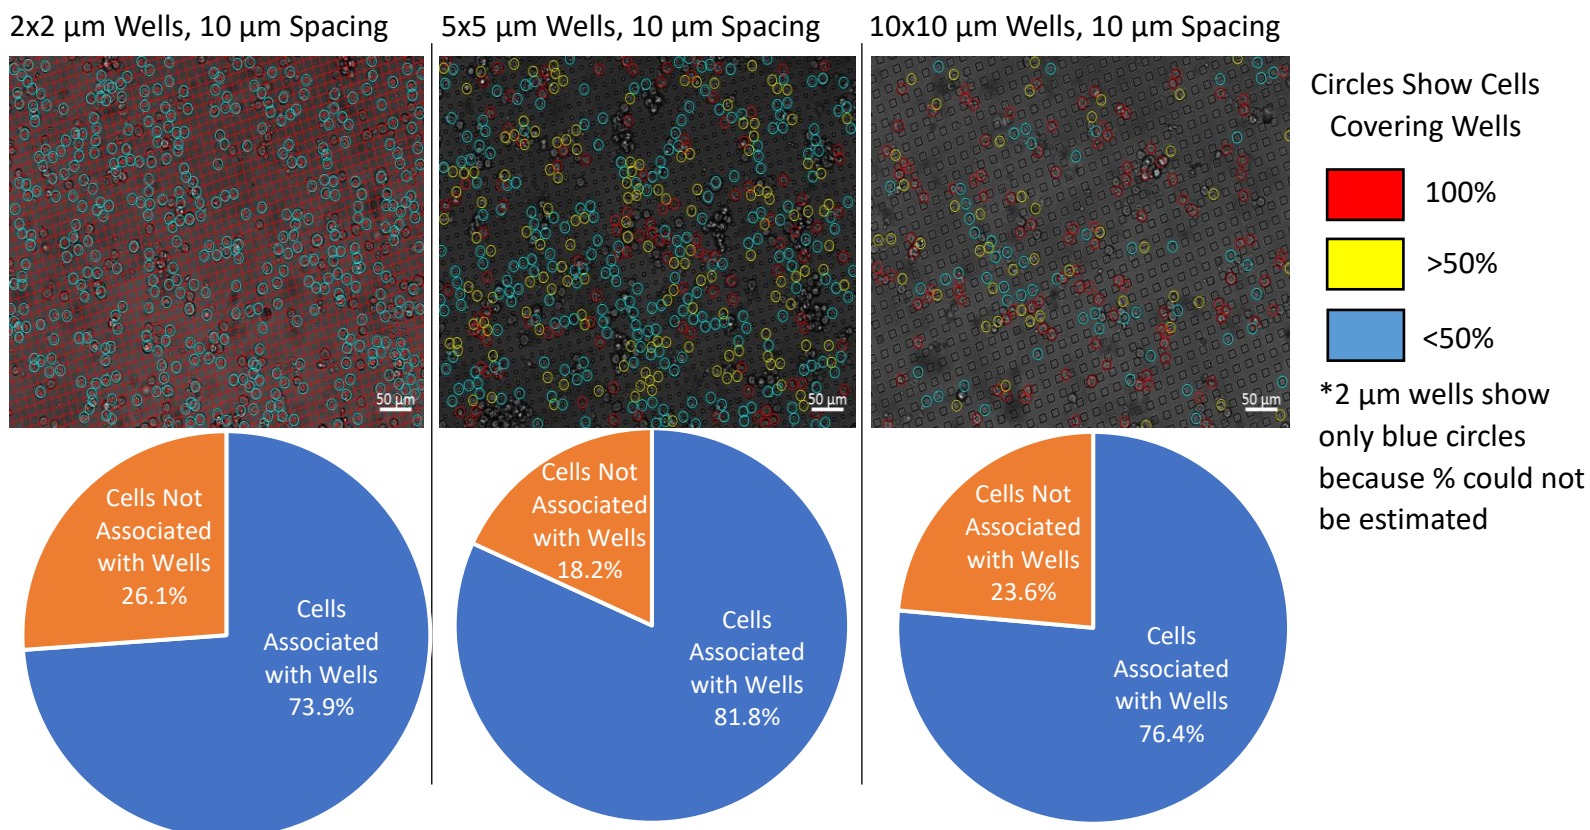 2x2 µm Wells, 10 µm Spacing
5x5 µm Wells, 10 µm Spacing
10x10 µm Wells, 10 µm Spacing
50 µm
50 µm
50 µm
Circles Show Cells
Covering Wells
100%
>50%
<50%
*2 µm wells show
only blue circles
because % could not
be estimated
Cells Not
Associated
with Wells
26.1%
Cells
Associated
with Wells
73.9%
Cells Not
Associated
with Wells
18.2%
Cells
Associated
with Wells
81.8%
Cells Not
Associated
with Wells
23.6%
Cells
Associated
with Wells
76.4%